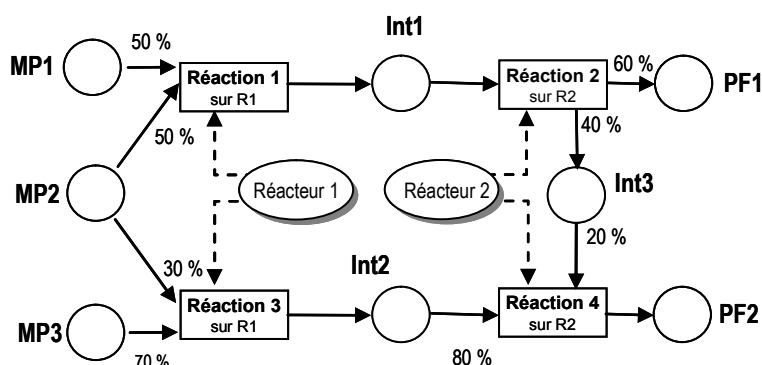 Int1
50 %
MP1
Réaction 1
sur R1
Réaction 2
sur R2
60 %
PF1
50 %
40 %
MP2
Réacteur 1
Réacteur 2
Int3
30 %
Int2
20 %
MP3
Réaction 3
sur R1
Réaction 4
sur R2
PF2
70 %
80 %